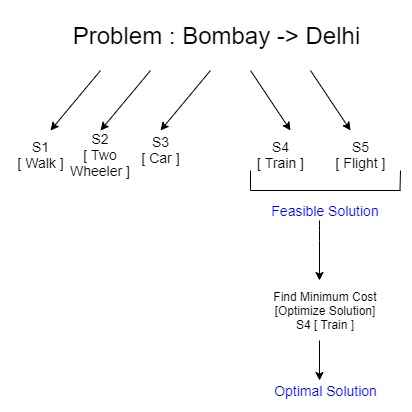 Problem : Bombay -> Delhi
S1
[ Walk ]
S2
[ Two
Wheeler ]
S3
[ Car ]
S4
[ Train ]
S5
[ Flight ]
Feasible Solution
Find Minimum Cost
[Optimize Solution]
S4 [ Train ]
Optimal Solution